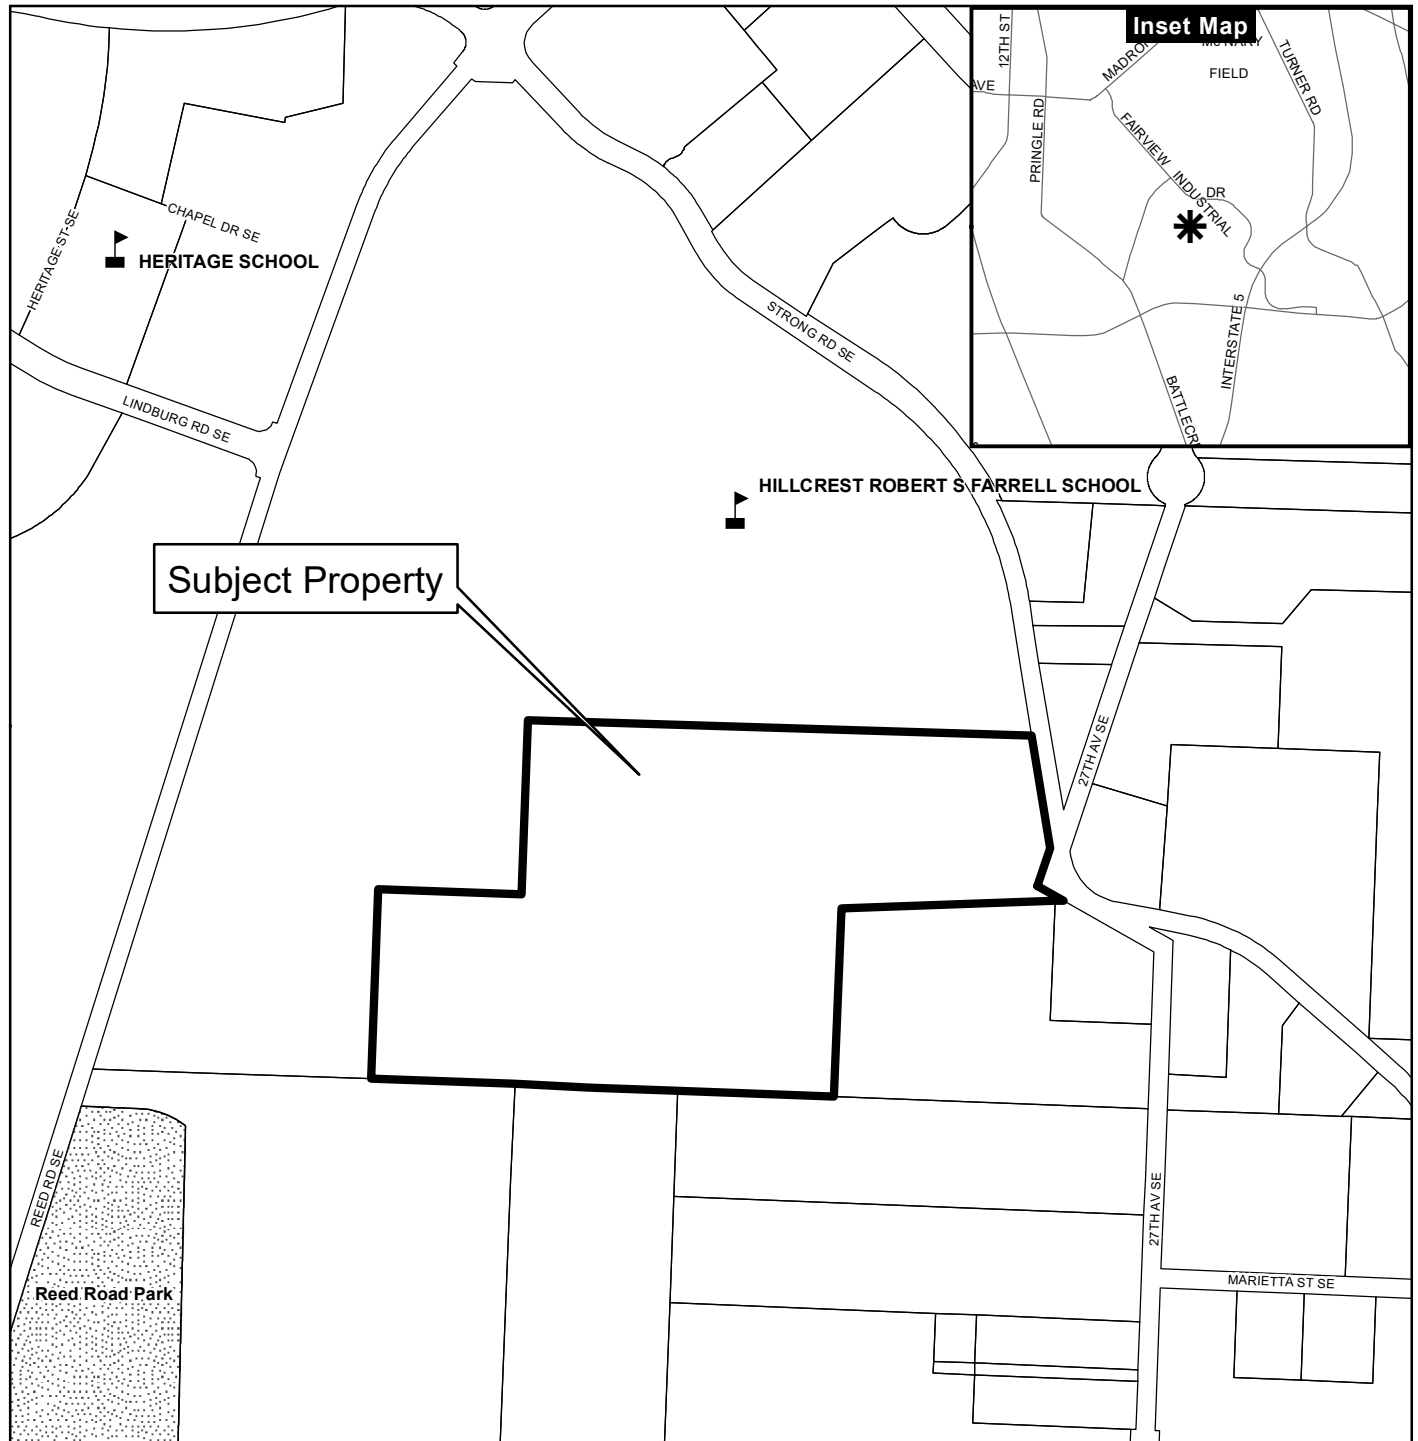 Inset Map
12TH ST
MADRO
MCNARY
FIELD
TURNER RD
AVE
PRINGLE RD
FAIRVIEW INDUSTRIAL
DR
INTERSTATE 5
BATTLECRE
HERITAGE ST SE
CHAPEL DR SE
HERITAGE SCHOOL
STRONG RD SE
LINDBURG RD SE
HILLCREST ROBERT S FARRELL SCHOOL
Subject Property
27TH AV SE
REED RD SE
27TH AV SE
Reed Road Park
MARIETTA ST SE